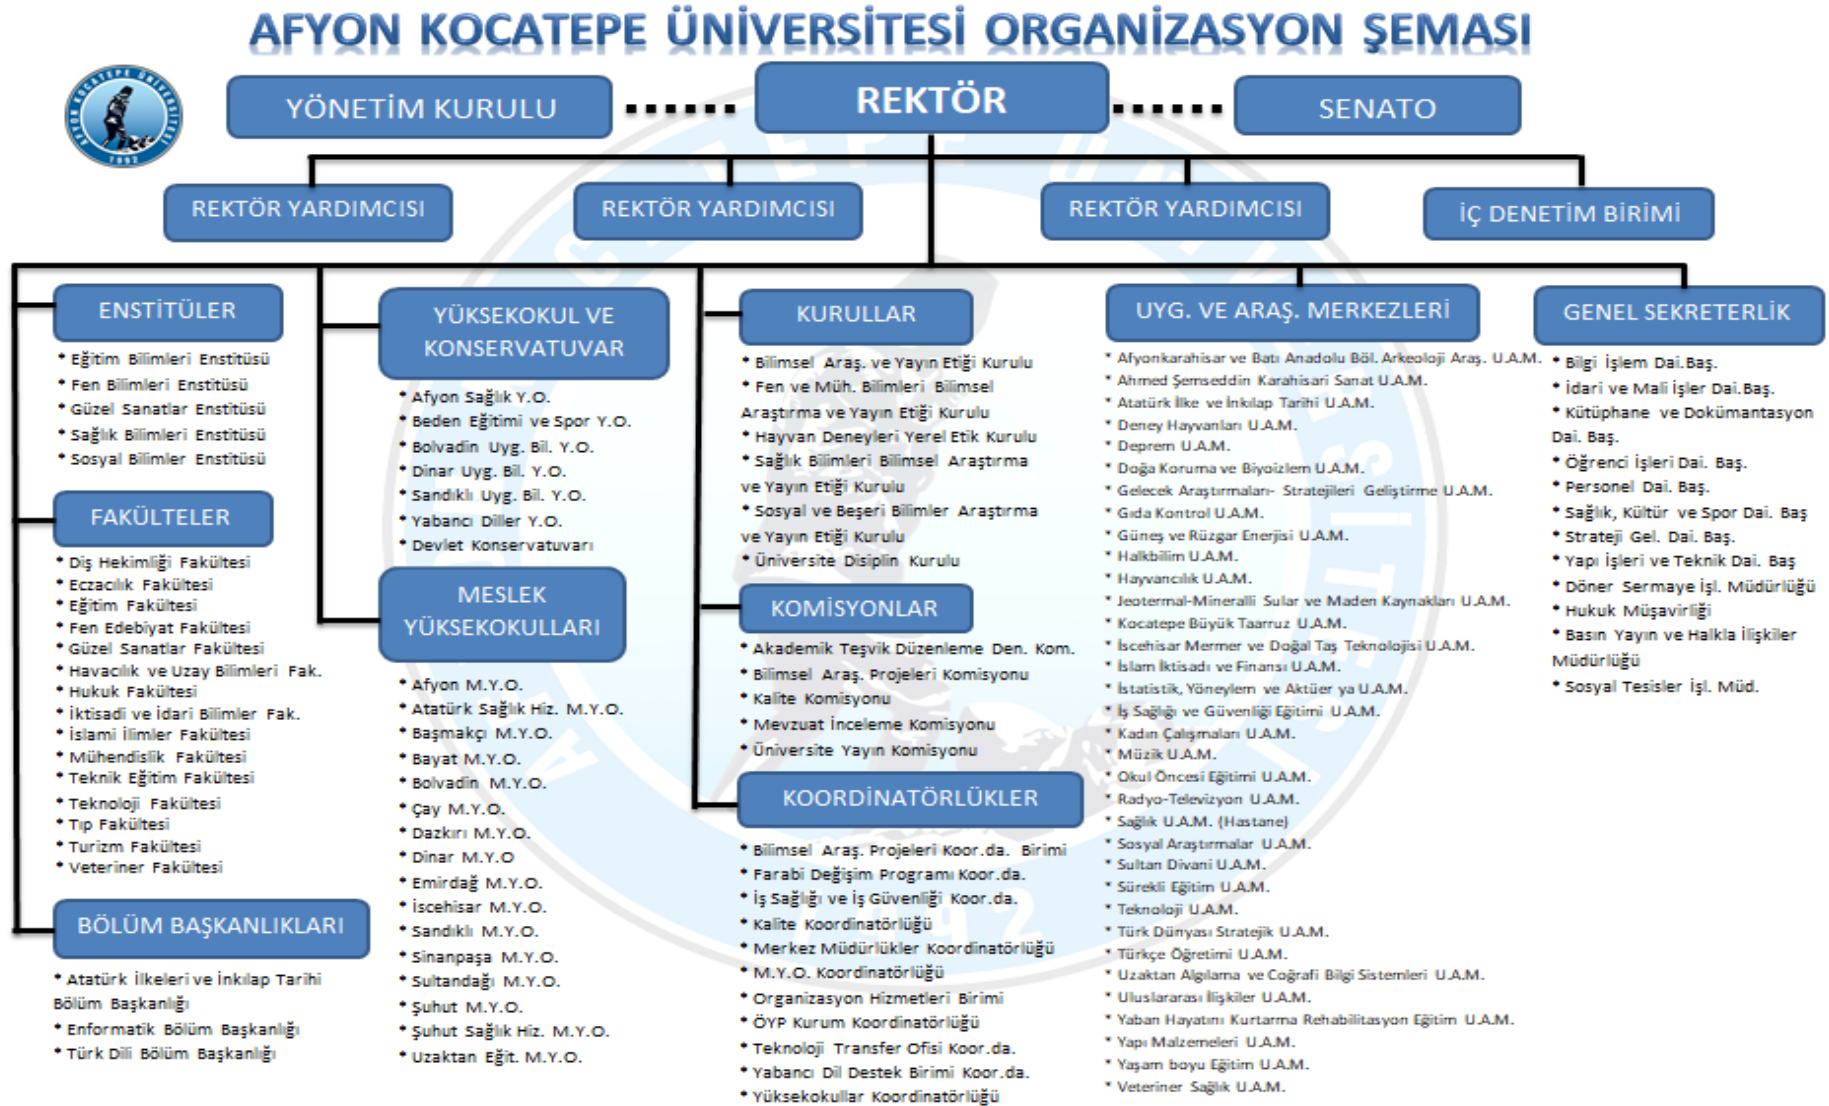 AFYON KOCATEPE ÜNİVERSİTESİ ORGANİZASYON ŞEMASI
AFYON KOCATEPE ÜNİVERSİTESİ
1992
YÖNETİM KURULU
REKTÖR
SENATO
REKTÖR YARDIMCISI
REKTÖR YARDIMCISI
REKTÖR YARDIMCISI
İÇ DENETİM BİRİMİ
ENSTİTÜLER
* Eğitim Bilimleri Enstitüsü
* Fen Bilimleri Enstitüsü
* Güzel Sanatlar Enstitüsü
* Sağlık Bilimleri Enstitüsü
* Sosyal Bilimler Enstitüsü
FAKÜLTELER
* Diş Hekimliği Fakültesi
* Eczacılık Fakültesi
* Eğitim Fakültesi
* Fen Edebiyat Fakültesi
* Güzel Sanatlar Fakültesi
* Havacılık ve Uzay Bilimleri Fak.
* Hukuk Fakültesi
* İktisadi ve İdari Bilimler Fak.
* İslami İlimler Fakültesi
* Mühendislik Fakültesi
* Teknik Eğitim Fakültesi
* Teknoloji Fakültesi
* Tıp Fakültesi
* Turizm Fakültesi
* Veteriner Fakültesi
BÖLÜM BAŞKANLIKLARI
* Atatürk İlkeleri ve İnkılap Tarihi
Bölüm Başkanlığı
* Enformatik Bölüm Başkanlığı
* Türk Dili Bölüm Başkanlığı
YÜKSEKOKUL VE
KONSERVATUVAR
* Afyon Sağlık Y.O.
* Beden Eğitimi ve Spor Y.O.
* Bolvadin Uyg. Bil. Y.O.
* Dinar Uyg. Bil. Y.O.
* Sandıklı Uyg. Bil. Y.O.
* Yabancı Diller Y.O.
* Devlet Konservatuvarı
MESLEK
YÜKSEKOKULLARI
* Afyon M.Y.O.
* Atatürk Sağlık Hiz. M.Y.O.
* Başmakçı M.Y.O.
* Bayat M.Y.O.
* Bolvadin M.Y.O.
* Çay M.Y.O.
* Dazkırı M.Y.O.
* Dinar M.Y.O
* Emirdağ M.Y.O.
* İscehisar M.Y.O.
* Sandıklı M.Y.O.
* Sinanpaşa M.Y.O.
* Sultandağı M.Y.O.
* Şuhut M.Y.O.
* Şuhut Sağlık Hiz. M.Y.O.
* Uzaktan Eğit. M.Y.O.
KURULLAR
* Bilimsel Araş. ve Yayın Etiği Kurulu
* Fen ve Müh. Bilimleri Bilimsel
Araştırma ve Yayın Etiği Kurulu
* Hayvan Deneyleri Yerel Etik Kurulu
* Sağlık Bilimleri Bilimsel Araştırma
ve Yayın Etiği Kurulu
* Sosyal ve Beşeri Bilimler Araştırma
ve Yayın Etiği Kurulu
* Üniversite Disiplin Kurulu
KOMİSYONLAR
* Akademik Teşvik Düzenleme Den. Kom.
* Bilimsel Araş. Projeleri Komisyonu
* Kalite Komisyonu
* Mevzuat İnceleme Komisyonu
* Üniversite Yayın Komisyonu
KOORDİNATÖRLÜKLER
* Bilimsel Araş. Projeleri Koor.da. Birimi
* Farabi Değişim Programı Koor.da.
* İş Sağlığı ve İş Güvenliği Koor.da.
* Kalite Koordinatörlüğü
* Merkez Müdürlükler Koordinatörlüğü
* M.Y.O. Koordinatörlüğü
* Organizasyon Hizmetleri Birimi
* ÖYP Kurum Koordinatörlüğü
* Teknoloji Transfer Ofisi Koor.da.
* Yabancı Dil Destek Birimi Koor.da.
* Yüksekokullar Koordinatörlüğü
UYG. VE ARAŞ. MERKEZLERİ
* Afyonkarahisar ve Batı Anadolu Böl. Arkeoloji Araş. U.A.M.
* Ahmed Şemseddin Karahisari Sanat U.A.M.
* Atatürk İlke ve İnkılap Tarihi U.A.M.
* Deney Hayvanları U.A.M.
* Deprem U.A.M.
* Doğa Koruma ve Biyoizlem U.A.M.
* Gelecek Araştırmaları- Stratejileri Geliştirme U.A.M.
* Gıda Kontrol U.A.M.
* Güneş ve Rüzgar Enerjisi U.A.M.
* Halkbilim U.A.M.
* Hayvancılık U.A.M.
* Jeotermal-Mineralli Sular ve Maden Kaynakları U.A.M.
* Kocatepe Büyük Taarruz U.A.M.
* İscehisar Mermer ve Doğal Taş Teknolojisi U.A.M.
* İslam İktisadı ve Finansı U.A.M.
* İstatistik, Yöneylem ve Aktüer ya U.A.M.
* İş Sağlığı ve Güvenliği Eğitimi U.A.M.
* Kadın Çalışmaları U.A.M.
* Müzik U.A.M.
* Okul Öncesi Eğitimi U.A.M.
* Radyo-Televizyon U.A.M.
* Sağlık U.A.M. (Hastane)
* Sosyal Araştırmalar U.A.M.
* Sultan Divani U.A.M.
* Sürekli Eğitim U.A.M.
* Teknoloji U.A.M.
* Türk Dünyası Stratejik U.A.M.
* Türkçe Öğretimi U.A.M.
* Uzaktan Algılama ve Coğrafi Bilgi Sistemleri U.A.M.
* Uluslararası İlişkiler U.A.M.
* Yaban Hayatını Kurtarma Rehabilitasyon Eğitim U.A.M.
* Yapı Malzemeleri U.A.M.
* Yaşam boyu Eğitim U.A.M.
* Veteriner Sağlık U.A.M.
GENEL SEKRETERLİK
* Bilgi İşlem Dai.Baş.
* İdari ve Mali İşler Dai.Baş.
* Kütüphane ve Dokümantasyon
Dai. Baş.
* Öğrenci İşleri Dai. Baş.
* Personel Dai. Baş.
* Sağlık, Kültür ve Spor Dai. Baş
* Strateji Gel. Dai. Baş.
* Yapı İşleri ve Teknik Dai. Baş
* Döner Sermaye İşl. Müdürlüğü
* Hukuk Müşavirliği
* Basın Yayın ve Halkla İlişkiler
Müdürlüğü
* Sosyal Tesisler İşl. Müd.